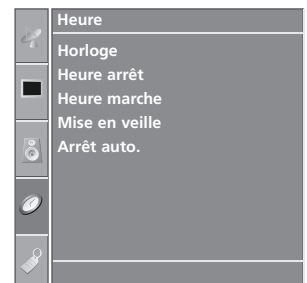 Heure
Horloge
Heure arrêt
Heure marche
Mise en veille
Arrêt auto.